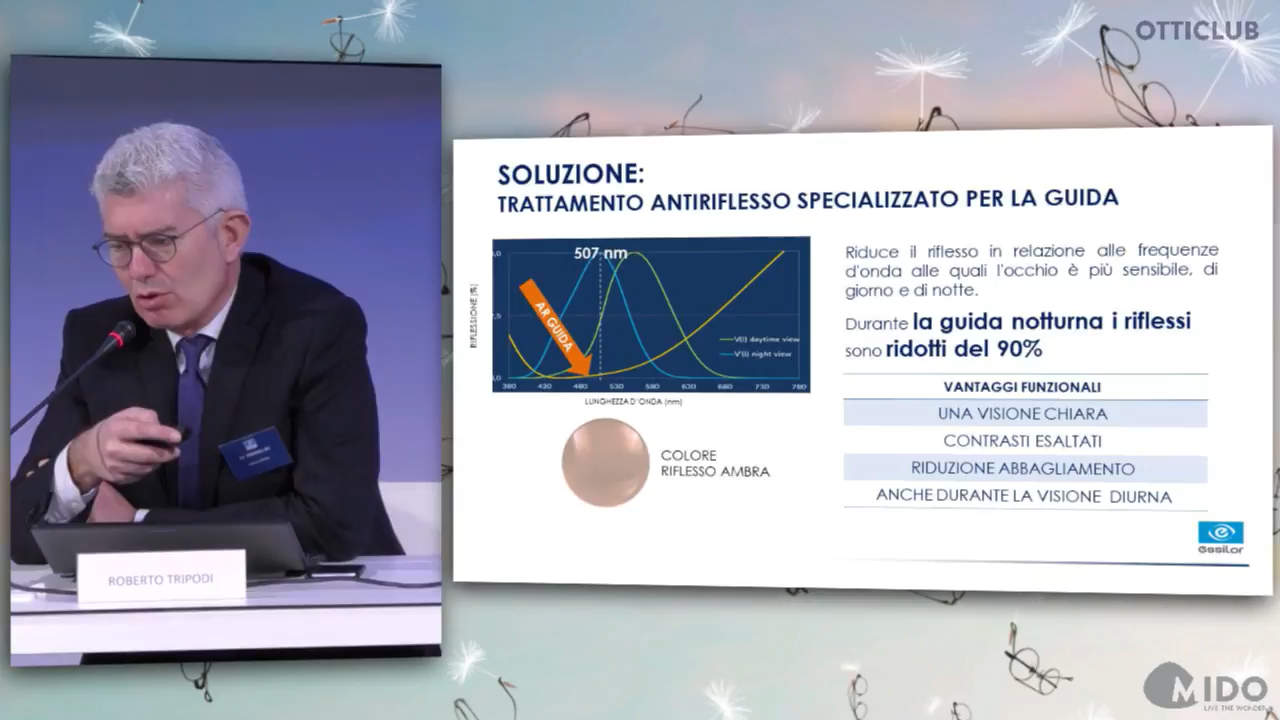 OTTICLUB
SOLUZIONE:
TRATTAMENTO ANTIRIFLESSO SPECIALIZZATO PER LA GUIDA
507 nm
RIFLESSIONE (%)
AR GUIDA
V(l) daytime view
V'(l) night view
380 430 480 530 580 630 680 730 780
LUNGHEZZA D'ONDA (nm)
COLORE
RIFLESSO AMBRA
Riduce il riflesso in relazione alle frequenze
d'onda alle quali l'occhio è più sensibile, di
giorno e di notte.
Durante la guida notturna i riflessi
sono ridotti del 90%
VANTAGGI FUNZIONALI
UNA VISIONE CHIARA
CONTRASTI ESALTATI
RIDUZIONE ABBAGLIAMENTO
ANCHE DURANTE LA VISIONE DIURNA
essilor
ROBERTO TRIPODI
MIDO
LIVE THE WONDER